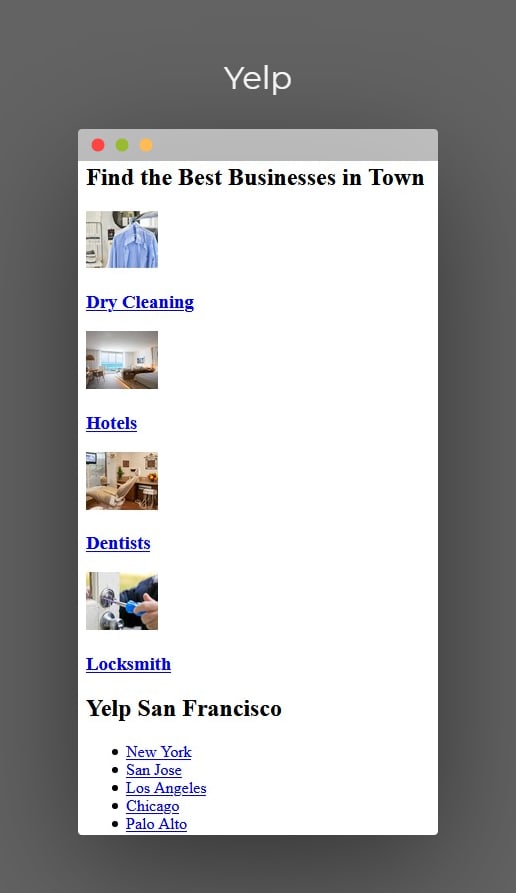 Yelp
Find the Best Businesses in Town
Dry Cleaning
Hotels
Dentists
Locksmith
Yelp San Francisco
New York
San Jose
Los Angeles
Chicago
Palo Alto